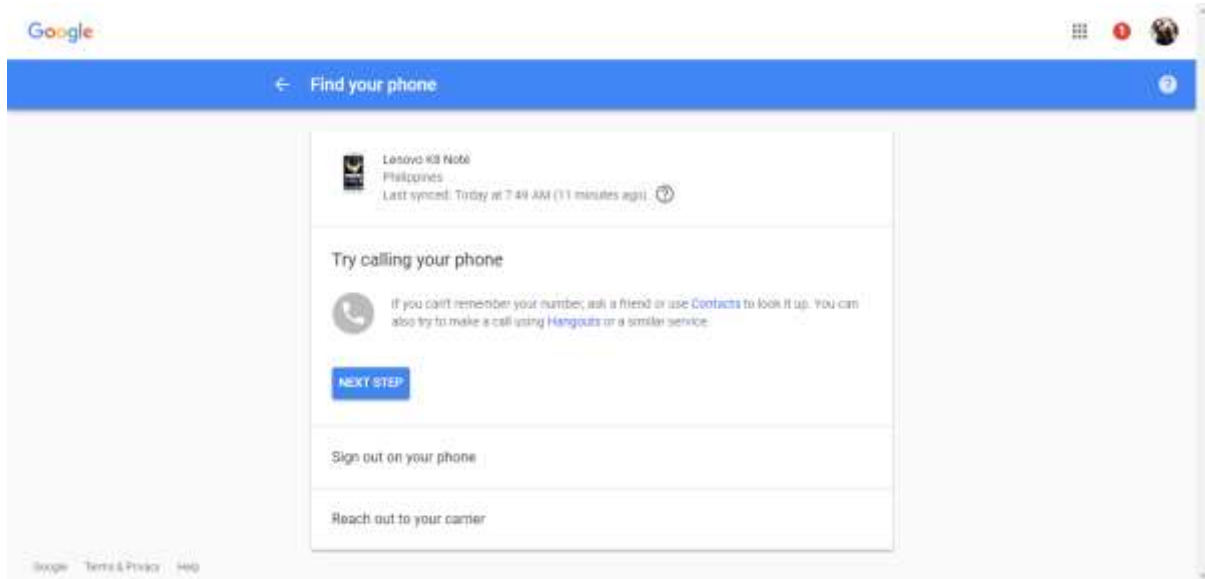 Google
1
Find your phone
?
Lenovo K8 Note
Philippines
Last synced: Today at 7:49 AM (11 minutes ago) ?
Try calling your phone
If you can't remember your number, ask a friend or use Contacts to look it up. You can
also try to make a call using Hangouts or a similar service.
NEXT STEP
Sign out on your phone
Reach out to your carrier
Google Terms & Privacy Help